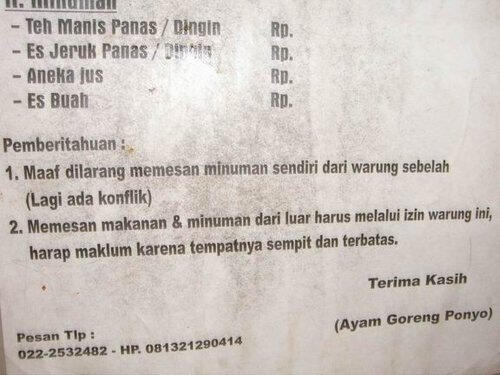 II. Minuman
– Teh Manis Panas / Dingin Rp.
– Es Jeruk Panas / Dingin Rp.
– Aneka jus Rp.
– Es Buah Rp.
Pemberitahuan :
1. Maaf dilarang memesan minuman sendiri dari warung sebelah
(Lagi ada konflik)
2. Memesan makanan & minuman dari luar harus melalui izin warung ini,
harap maklum karena tempatnya sempit dan terbatas.
Terima Kasih
(Ayam Goreng Ponyo)
Pesan Tlp :
022-2532482 - HP. 081321290414